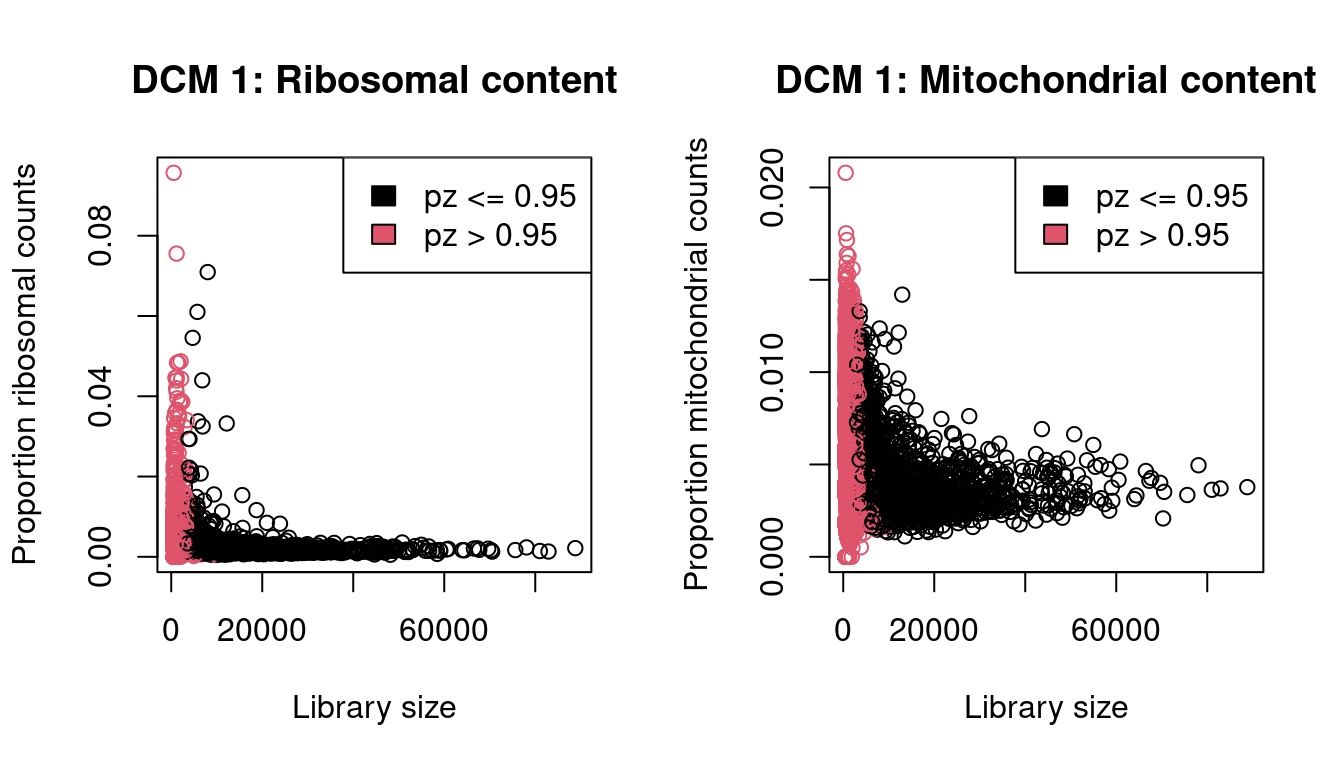 DCM 1: Ribosomal content
Proportion ribosomal counts
0.00
0.04
0.08
pz <= 0.95
pz > 0.95
0
20000
60000
Library size
DCM 1: Mitochondrial content
Proportion mitochondrial counts
0.000
0.010
0.020
pz <= 0.95
pz > 0.95
0
20000
60000
Library size